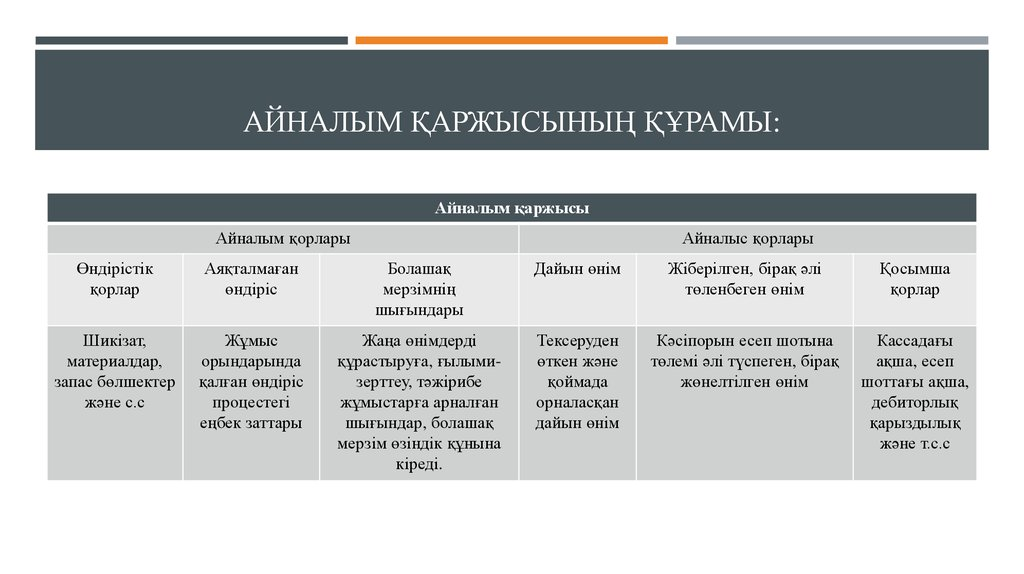 АЙНАЛЫМ ҚАРЖЫСЫНЫҢ ҚҰРАМЫ:
Айналым қаржысы
Айналым қорлары
Айналыс қорлары
Өндірістік
қорлар
Аяқталмаған
өндіріс
Болашақ
мерзімнің
шығындары
Дайын өнім
Жіберілген, бірақ әлі
төленбеген өнім
Қосымша
қорлар
Шикізат,
материалдар,
запас бөлшектер
және с.с
Жұмыс
орындарында
қалған өндіріс
процестегі
еңбек заттары
Жаңа өнімдерді
құрастыруға, ғылыми-
зерттеу, тәжірибе
жұмыстарға арналған
шығындар, болашақ
мерзім өзіндік құнына
кіреді.
Тексеруден
өткен және
қоймада
орналасқан
дайын өнім
Кәсіпорын есеп шотына
төлемі әлі түспеген, бірақ
жөнелтілген өнім
Кассадағы
ақша, есеп
шоттағы ақша,
дебиторлық
қарыздылық
және т.с.с